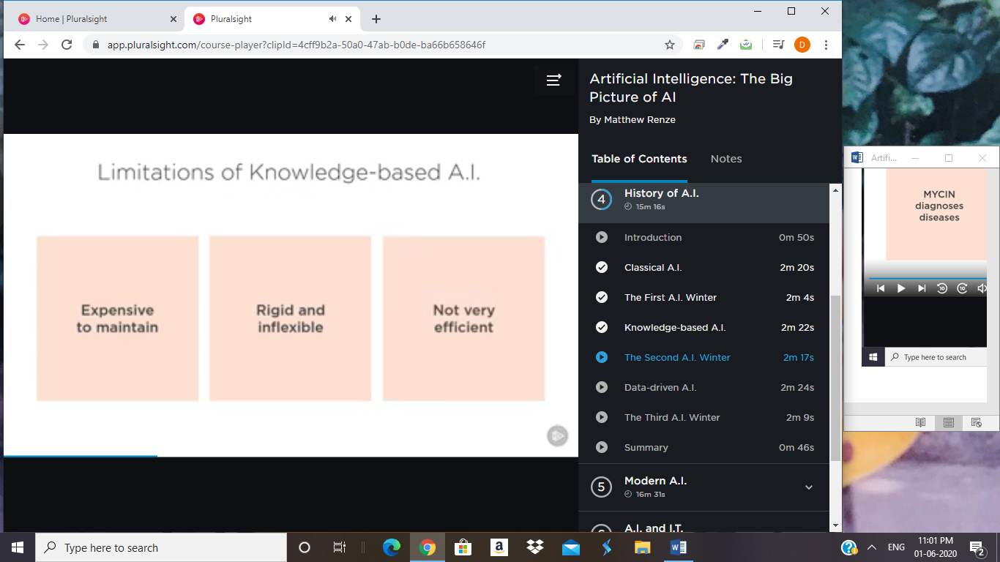 Home | Pluralsight
Pluralsight
app.pluralsight.com/course-player?clipId=4cff9b2a-50a0-47ab-b0de-ba66b658646f
D
Limitations of Knowledge-based A.I.
Expensive
to maintain
Rigid and
inflexible
Not very
efficient
Artificial Intelligence: The Big
Picture of AI
By Matthew Renze
Table of Contents
Notes
4
History of A.I.
15m 16s
Introduction 0m 50s
Classical A.I. 2m 20s
The First A.I. Winter 2m 4s
Knowledge-based A.I. 2m 22s
The Second A.I. Winter 2m 17s
Data-driven A.I. 2m 24s
The Third A.I. Winter 2m 9s
Summary 0m 46s
5
Modern A.I.
16m 31s
A.I. and I.T.
W
Artifi...
MYCIN
diagnoses
diseases
10
10
Type here to search
Type here to search
a
W
ENG
11:01 PM
01-06-2020
2